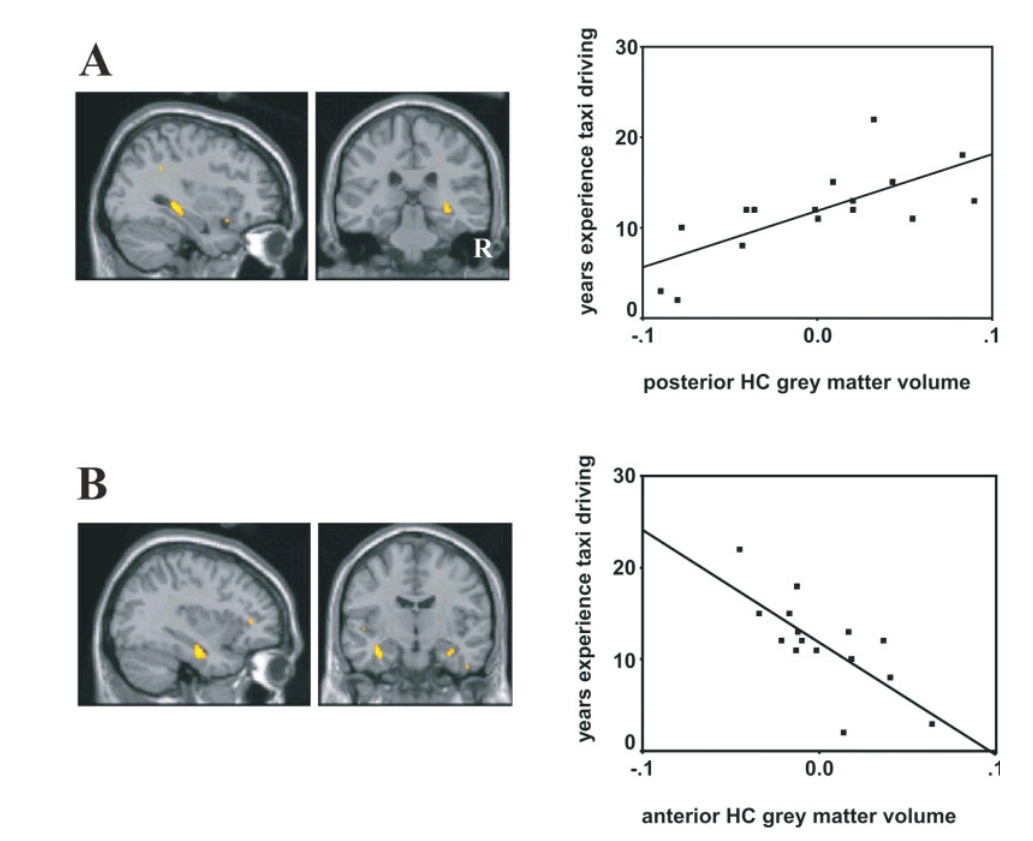 A
R
years experience taxi driving
30
20
10
0
-.1 0.0 .1
posterior HC grey matter volume
B
years experience taxi driving
30
20
10
0
-.1 0.0 .1
anterior HC grey matter volume